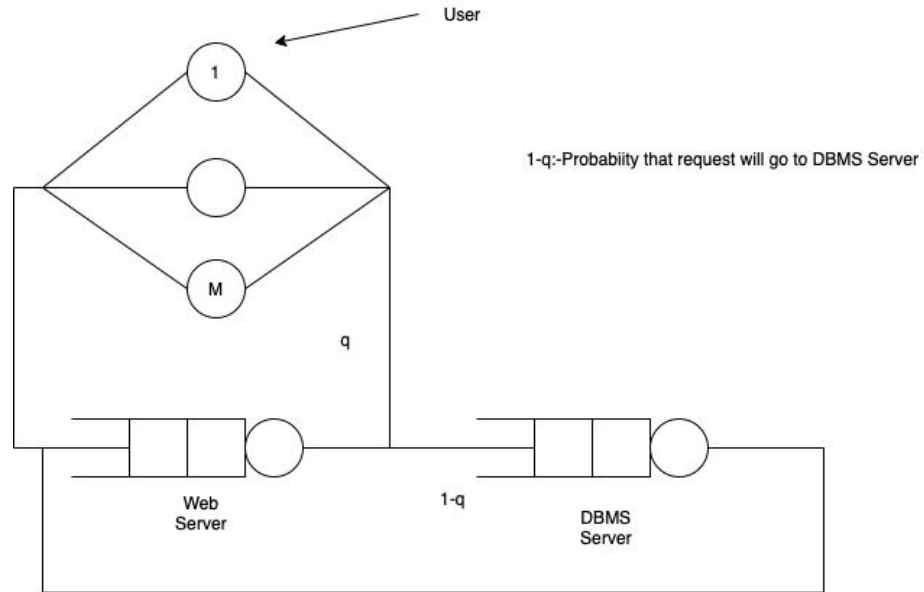 User
1
1-q:-Probabiity that request will go to DBMS Server
M
q
1-q
Web
Server
DBMS
Server